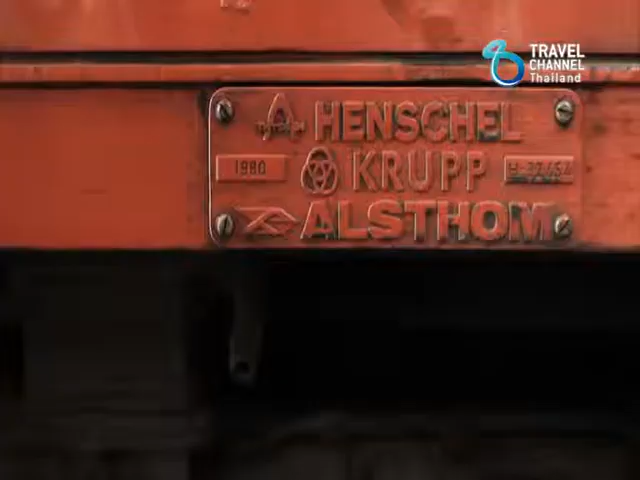 TRAVEL
CHANNEL
Thailand
HENSCHEL
1980
KRUPP
ALSTHOM